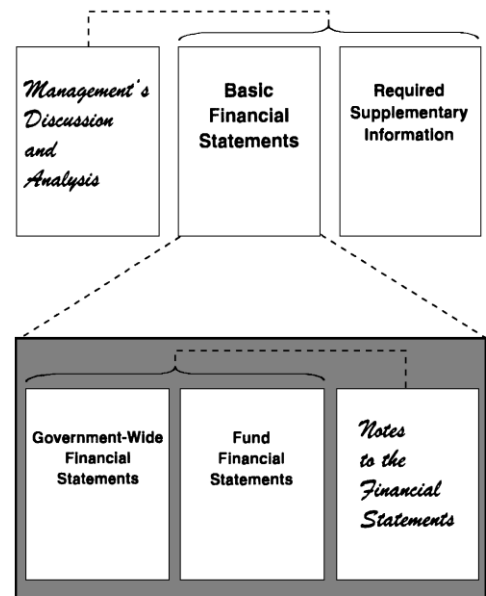 Management's
Discussion
and
Analysis
Basic
Financial
Statements
Required
Supplementary
Information
Government-Wide
Financial
Statements
Fund
Financial
Statements
Notes
to the
Financial
Statements